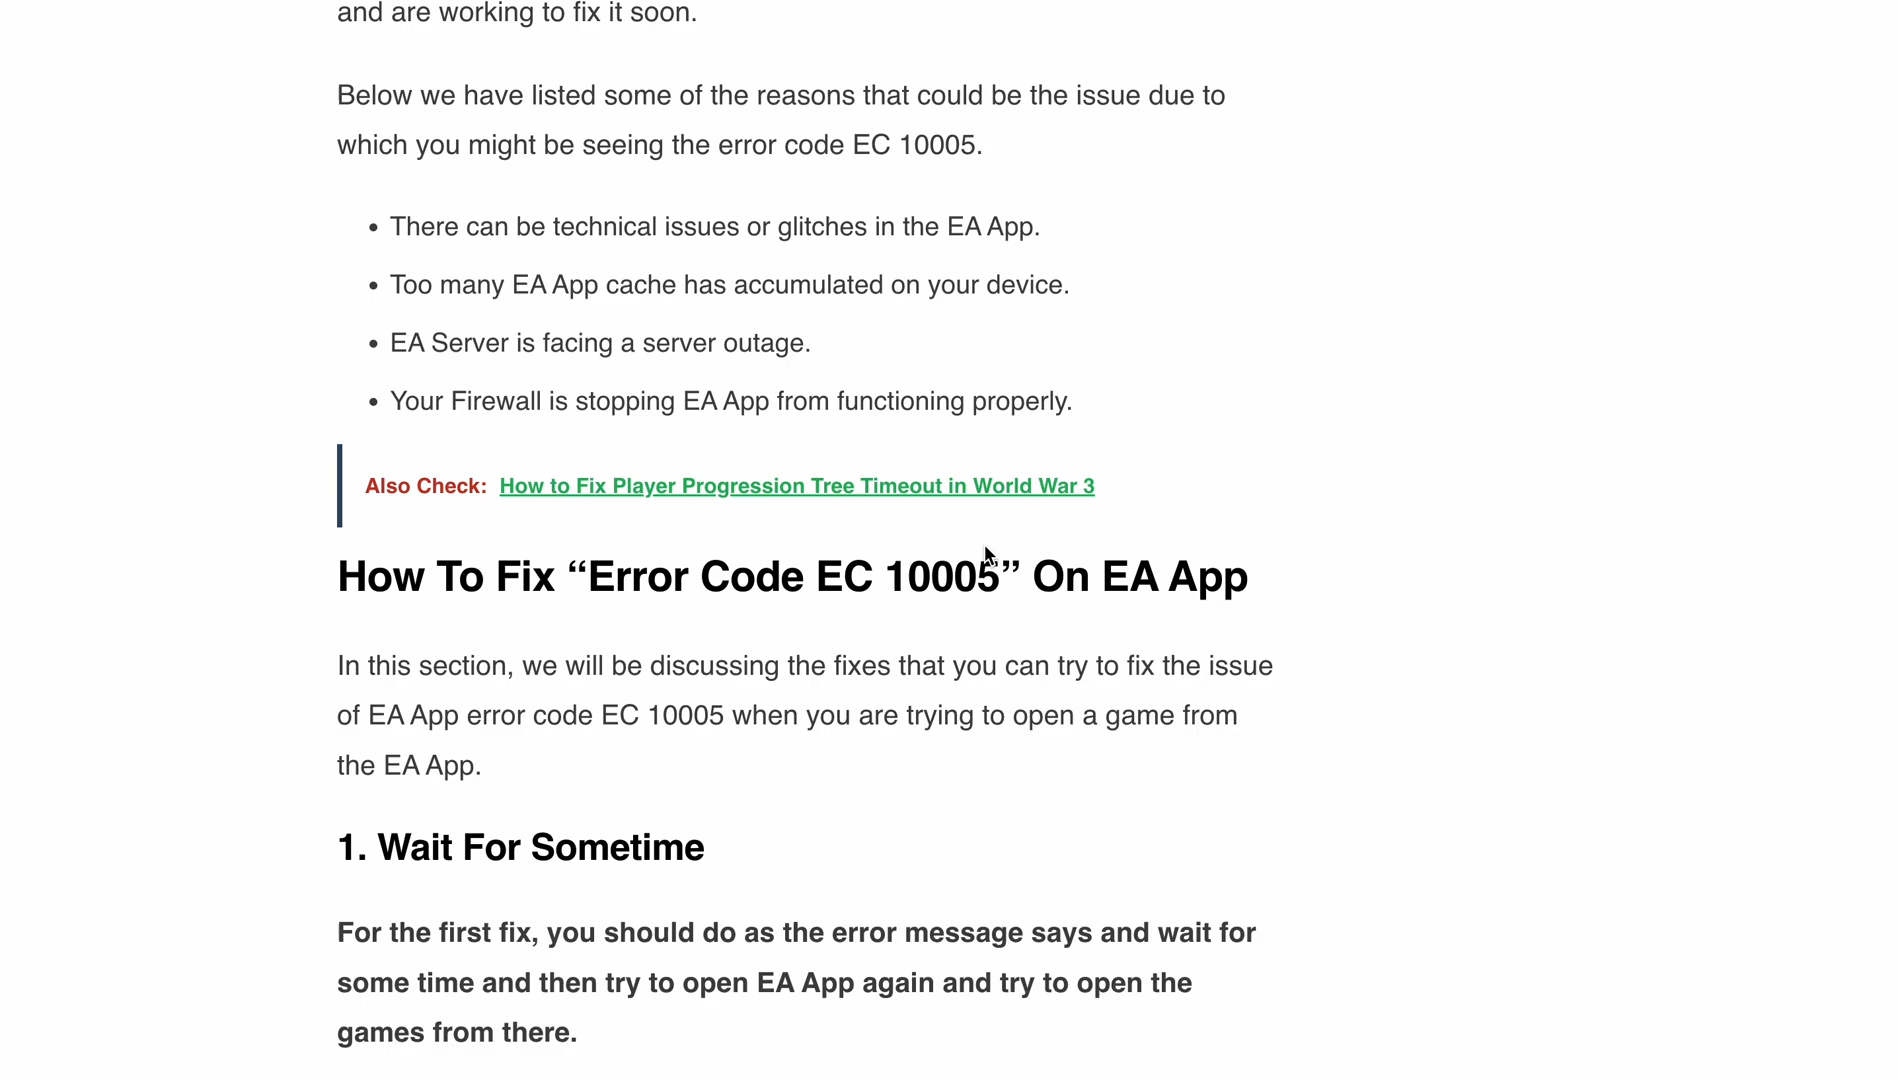 and are working to fix it soon.
Below we have listed some of the reasons that could be the issue due to
which you might be seeing the error code EC 10005.
• There can be technical issues or glitches in the EA App.
• Too many EA App cache has accumulated on your device.
• EA Server is facing a server outage.
• Your Firewall is stopping EA App from functioning properly.
Also Check: How to Fix Player Progression Tree Timeout in World War 3
How To Fix “Error Code EC 10005” On EA App
In this section, we will be discussing the fixes that you can try to fix the issue
of EA App error code EC 10005 when you are trying to open a game from
the EA App.
1. Wait For Sometime
For the first fix, you should do as the error message says and wait for
some time and then try to open EA App again and try to open the
games from there.